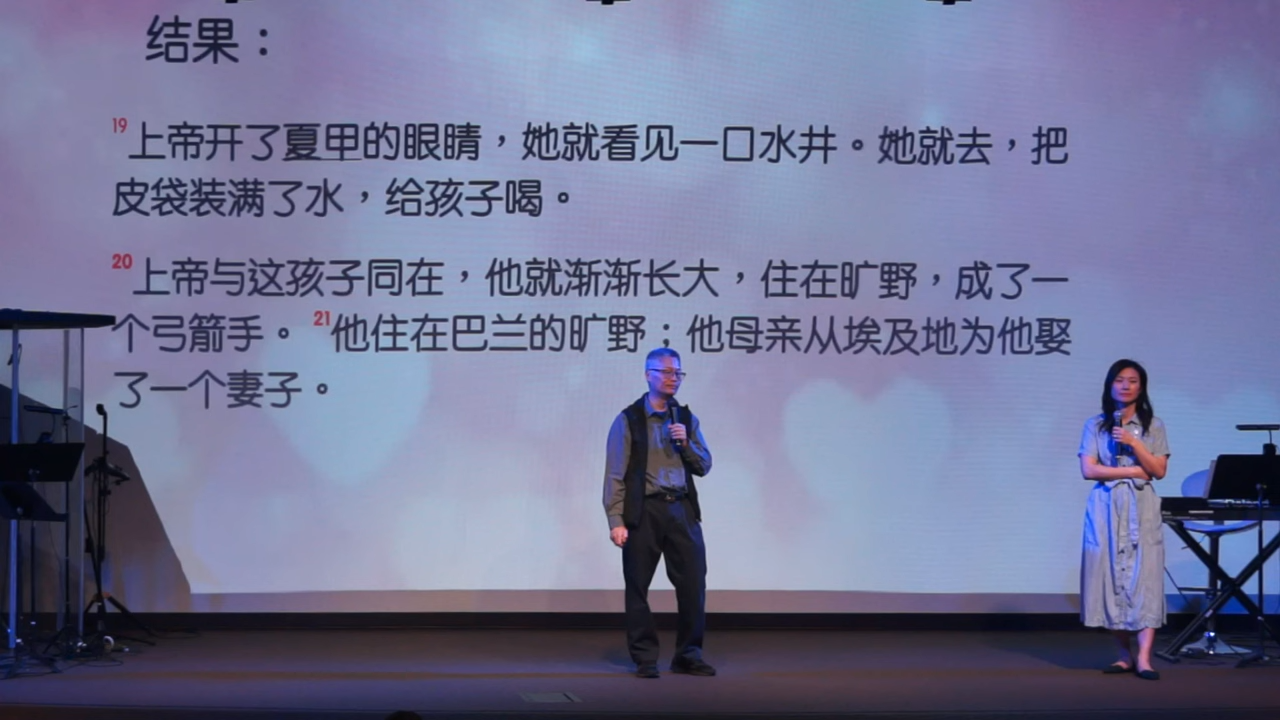 结果：
19上帝开了夏甲的眼睛，她就看见一口水井。她就去，把
皮袋装满了水，给孩子喝。
20上帝与这孩子同在，他就渐渐长大，住在旷野，成了一
个弓箭手。 21他住在巴兰的旷野；他母亲从埃及地为他娶
了一个妻子。